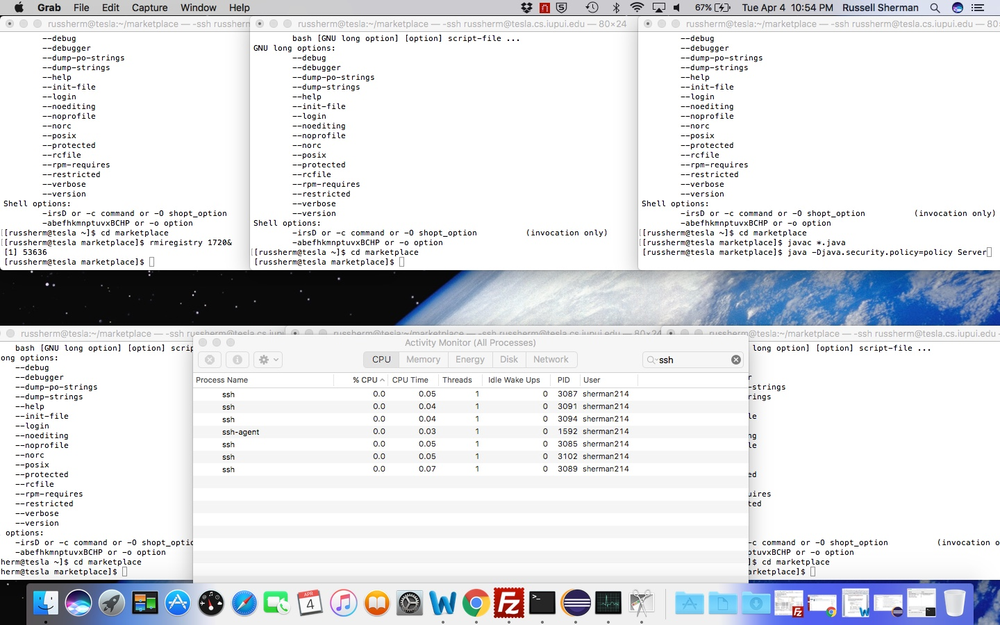 Grab File Edit Capture Window Help 67% Tue Apr 4 10:54 PM Russell Sherman
russherm@tesla:~/marketplace — -ssh russherm
--debug
--debugger
--dump-po-strings
--dump-strings
--help
--init-file
--login
--noediting
--noprofile
--norc
--posix
--protected
--rcfile
--rpm-requires
--restricted
--verbose
--version
Shell options:
-irsD or -c command or -O shopt_option
-abefhkmnptuvxBCHP or -o option
[[russherm@tesla ~]$ cd marketplace
[[russherm@tesla marketplace]$ rmiregistry 1720&
[1] 53636
[russherm@tesla marketplace]$
russherm@tesla:~/marketplace — -ssh russherm@tesla.cs.iupui.edu — 80×24
bash [GNU long option] [option] script-file ...
GNU long options:
--debug
--debugger
--dump-po-strings
--dump-strings
--help
--init-file
--login
--noediting
--noprofile
--norc
--posix
--protected
--rcfile
--rpm-requires
--restricted
--verbose
--version
Shell options:
-irsD or -c command or -O shopt_option (invocation only)
-abefhkmnptuvxBCHP or -o option
[[russherm@tesla ~]$ cd marketplace
[russherm@tesla marketplace]$
russherm@tesla:~/marketplace — -ssh russherm@tesla.cs.iupui.edu — 80
--debug
--debugger
--dump-po-strings
--dump-strings
--help
--init-file
--login
--noediting
--noprofile
--norc
--posix
--protected
--rcfile
--rpm-requires
--restricted
--verbose
--version
Shell options:
-irsD or -c command or -O shopt_option (invocation only)
-abefhkmnptuvxBCHP or -o option
[[russherm@tesla ~]$ cd marketplace
[[russherm@tesla marketplace]$ javac *.java
[russherm@tesla marketplace]$ java -Djava.security.policy=policy Server
russherm@tesla:~/marketplace — -ssh russherm@tesla.cs.iupui
bash [GNU long option] [option] scrip
ong options:
--debug
--debugger
--dump-po-strings
--dump-strings
--help
--init-file
--login
--noediting
--noprofile
--norc
--posix
--protected
--rcfile
--rpm-requires
--restricted
--verbose
--version
options:
-irsD or -c command or -O shopt_optio
-abefhkmnptuvxBCHP or -o option
herm@tesla ~]$ cd marketplace
herm@tesla marketplace]$
russherm@tesla:~/marketplace — -ssh russherm@tesla.cs.iupui.edu — 80×24
Activity Monitor (All Processes)
CPU Memory Energy Disk Network ssh
Process Name % CPU CPU Time Threads Idle Wake Ups PID User
ssh 0.0 0.05 1 0 3087 sherman214
ssh 0.0 0.04 1 0 3091 sherman214
ssh 0.0 0.04 1 0 3094 sherman214
ssh-agent 0.0 0.03 1 0 1592 sherman214
ssh 0.0 0.05 1 0 3085 sherman214
ssh 0.0 0.05 1 0 3102 sherman214
ssh 0.0 0.07 1 0 3089 sherman214
russherm@tesla:~/marketplace — -ssh russherm@tesla.cs.iupui.edu —
long option] [option] script-file ...
r
strings
rings
le
ng
le
ed
uires
ted
-c command or -O shopt_option (invocation o
ptuvxBCHP or -o option
]$ cd marketplace
arketplace]$
APR
4